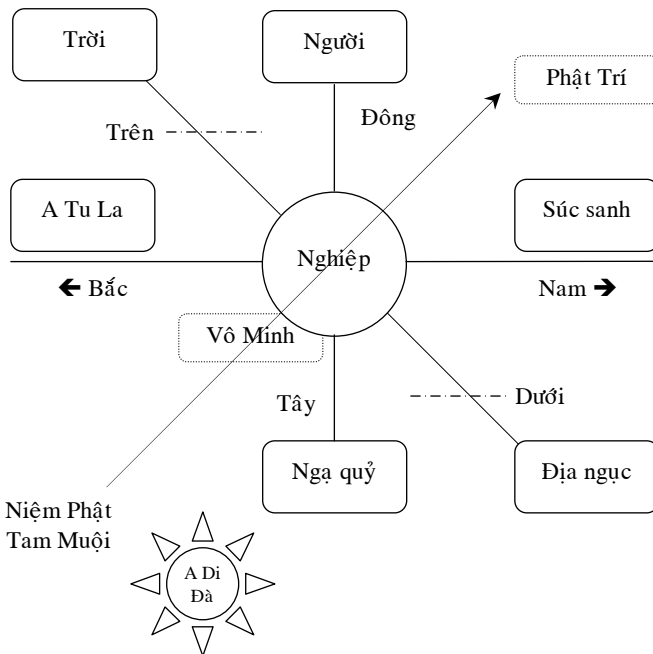 Trời
Người
Phật Trí
Trên
Đông
A Tu La
Súc sanh
Nghiệp
🡸 Bắc
Nam 🡺
Vô Minh
Tây
Dưới
Ngạ quỷ
Địa ngục
Niệm Phật
Tam Muội
A Di
Đà